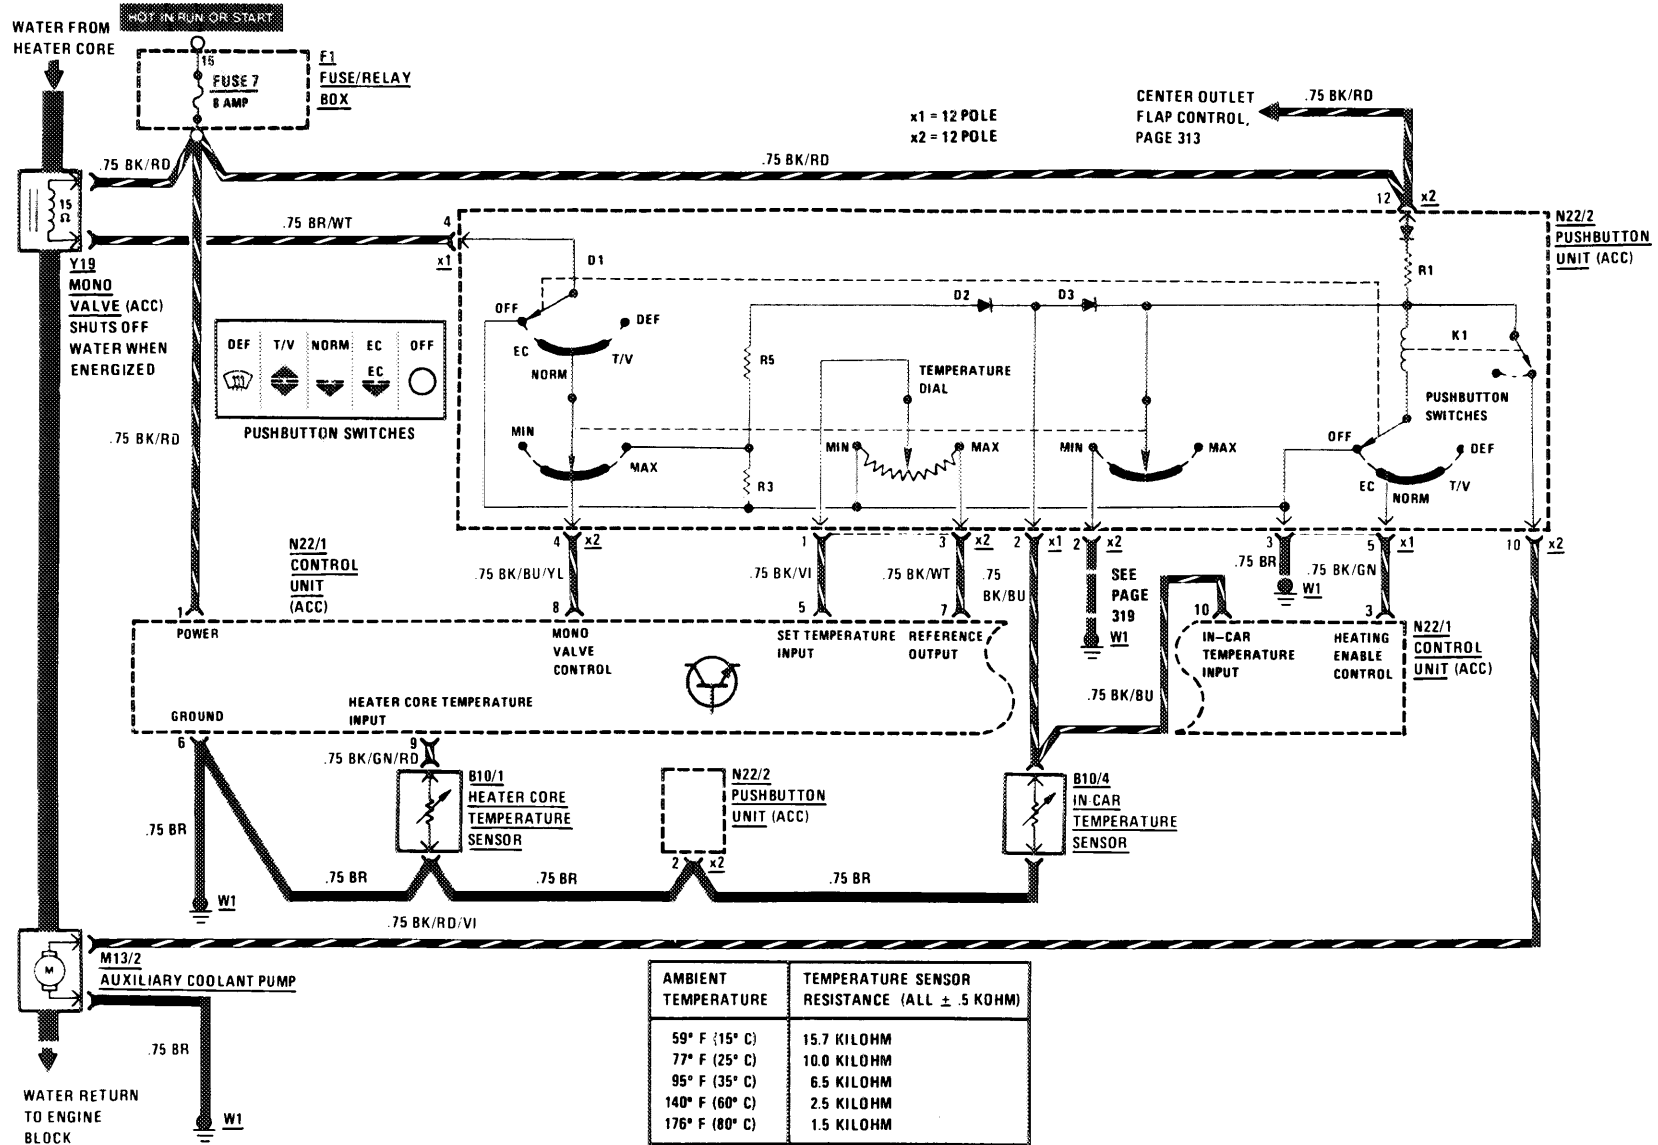 HOT IN RUN OR START
WATER FROM
HEATER CORE
16
FUSE 7
8 AMP
F1
FUSE/RELAY
BOX
x1 = 12 POLE
x2 = 12 POLE
CENTER OUTLET
FLAP CONTROL,
PAGE 313
.75 BK/RD
.75 BK/RD
.75 BK/RD
12
x2
15
Ω
.75 BR/WT
4
x1
N22/2
PUSHBUTTON
UNIT (ACC)
Y19
MONO
VALVE (ACC)
SHUTS OFF
WATER WHEN
ENERGIZED
D1
R1
OFF
DEF
EC
T/V
NORM
D2
D3
K1
R5
TEMPERATURE
DIAL
PUSHBUTTON
SWITCHES
DEF
T/V
NORM
EC
OFF
EC
PUSHBUTTON SWITCHES
.75 BK/RD
MIN
MAX
R3
MIN
MAX
MIN
MAX
OFF
DEF
EC
NORM
T/V
4
x2
1
3
x2
2
x1
2
x2
3
5
x1
10
x2
N22/1
CONTROL
UNIT
(ACC)
.75 BK/BU/YL
.75 BK/VI
.75 BK/WT
.75
BK/BU
SEE
PAGE
319
W1
.75 BR
W1
.75 BK/GN
1
8
5
7
10
3
POWER
MONO
VALVE
CONTROL
SET TEMPERATURE
INPUT
REFERENCE
OUTPUT
IN-CAR
TEMPERATURE
INPUT
HEATING
ENABLE
CONTROL
N22/1
CONTROL
UNIT (ACC)
.75 BK/BU
GROUND
HEATER CORE TEMPERATURE
INPUT
6
9
.75 BK/GN/RD
B10/1
HEATER CORE
TEMPERATURE
SENSOR
N22/2
PUSHBUTTON
UNIT (ACC)
B10/4
IN-CAR
TEMPERATURE
SENSOR
.75 BR
2
x2
.75 BR
.75 BR
.75 BR
W1
.75 BK/RD/VI
M
M13/2
AUXILIARY COOLANT PUMP
.75 BR
W1
WATER RETURN
TO ENGINE
BLOCK
AMBIENT
TEMPERATURE
TEMPERATURE SENSOR
RESISTANCE (ALL ± .5 KOHM)
59° F (15° C) 15.7 KILOHM
77° F (25° C) 10.0 KILOHM
95° F (35° C) 6.5 KILOHM
140° F (60° C) 2.5 KILOHM
176° F (80° C) 1.5 KILOHM